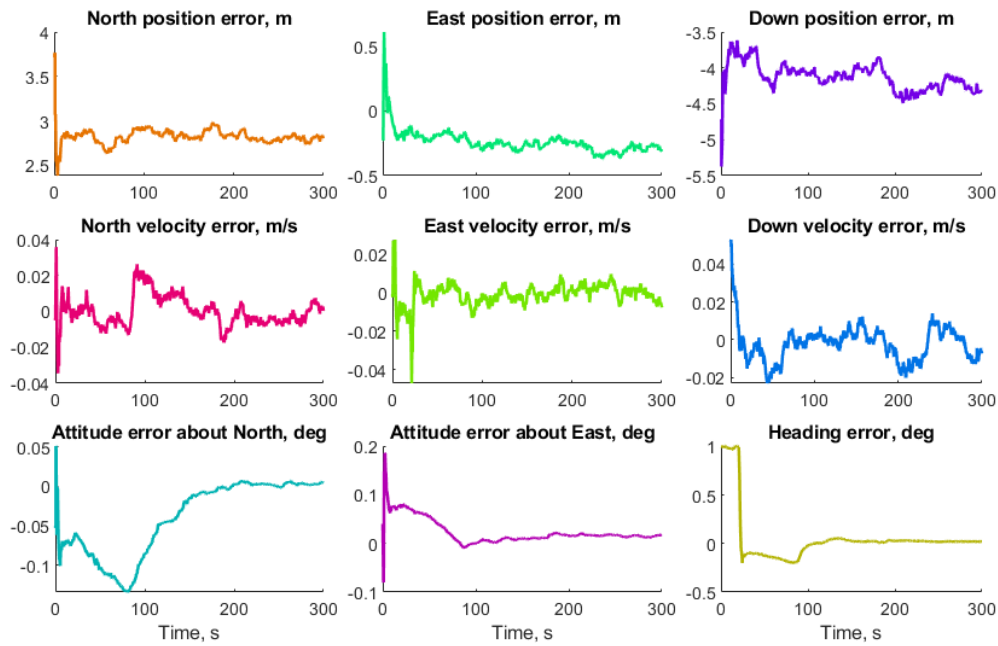 North position error, m
4
3.5
3
2.5
0 100 200 300
East position error, m
0.5
0
-0.5
0 100 200 300
Down position error, m
-3.5
-4
-4.5
-5
-5.5
0 100 200 300
North velocity error, m/s
0.04
0.02
0
-0.02
-0.04
0 100 200 300
East velocity error, m/s
0.02
0
-0.02
-0.04
0 100 200 300
Down velocity error, m/s
0.04
0.02
0
-0.02
0 100 200 300
Attitude error about North, deg
0.05
0
-0.05
-0.1
0 100 200 300
Time, s
Attitude error about East, deg
0.2
0.1
0
-0.1
0 100 200 300
Time, s
Heading error, deg
1
0.5
0
-0.5
0 100 200 300
Time, s